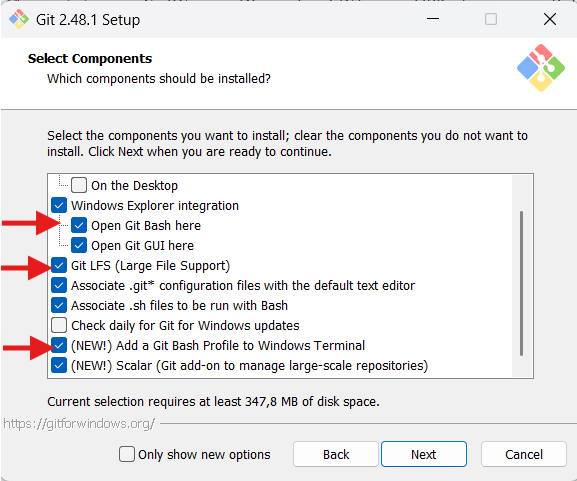 Git 2.48.1 Setup
Select Components
Which components should be installed?
Select the components you want to install; clear the components you do not want to
install. Click Next when you are ready to continue.
On the Desktop
Windows Explorer integration
Open Git Bash here
Open Git GUI here
Git LFS (Large File Support)
Associate .git* configuration files with the default text editor
Associate .sh files to be run with Bash
Check daily for Git for Windows updates
(NEW!) Add a Git Bash Profile to Windows Terminal
(NEW!) Scalar (Git add-on to manage large-scale repositories)
Current selection requires at least 347,8 MB of disk space.
https://gitforwindows.org/
Only show new options
Back
Next
Cancel